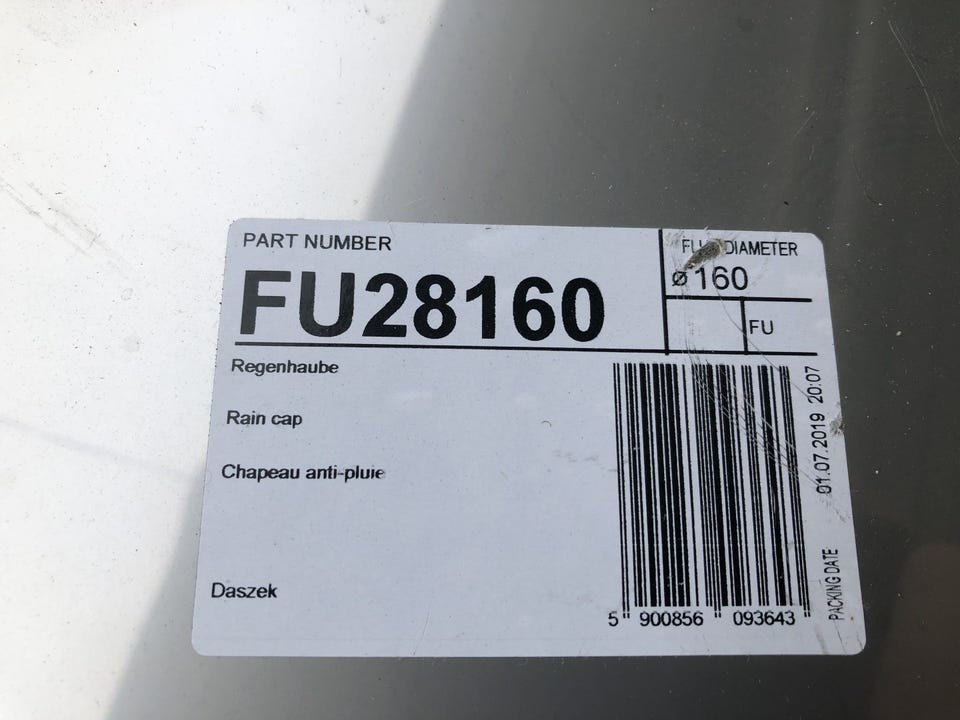 PART NUMBER
FU28160
DIAMETER
ø 160
FU
Regenhaube
Rain cap
Chapeau anti-pluie
Daszek
5 900856 093643
PACKING DATE 01.07.2019 20:07